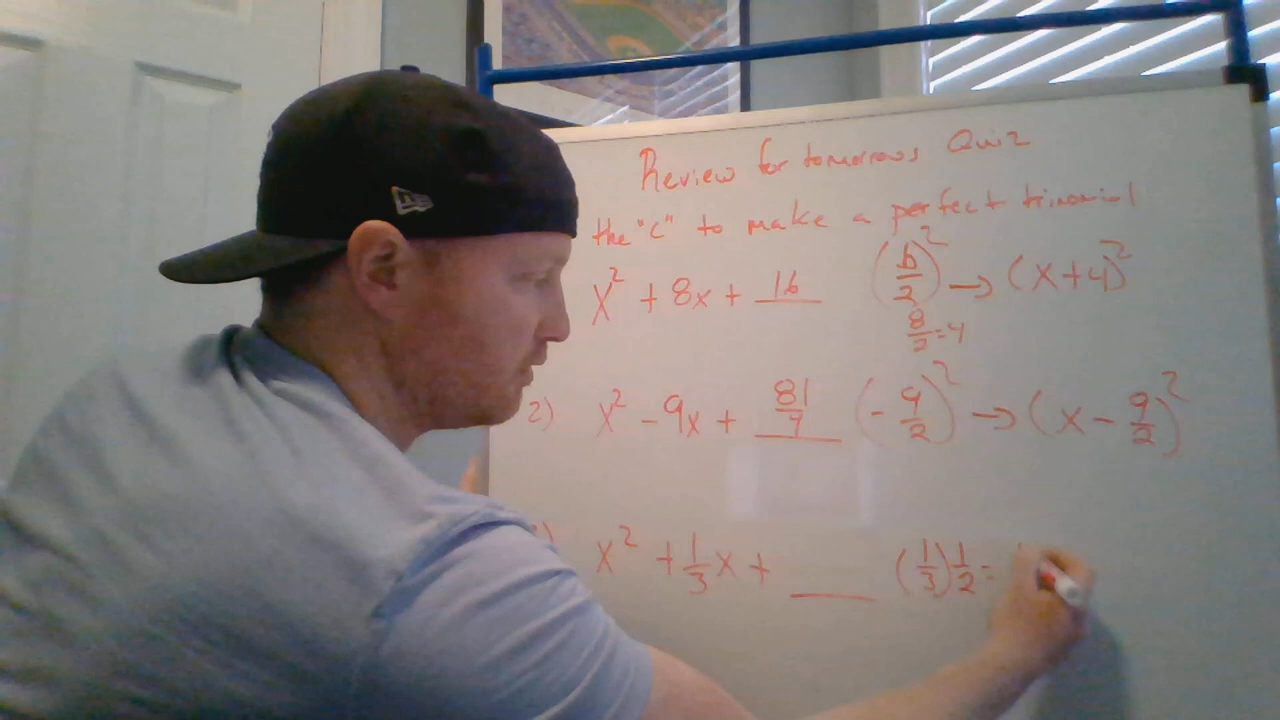 Review for tomorrows Quiz
the "c" to make a perfect trinomial
x² + 8x + 16 (b/2)² → (x+4)²
8/2=4
2) x² - 9x + 81/4 (-9/2)² → (x - 9/2)²
) x² + 1/3x + ___ (1/3)1/2=